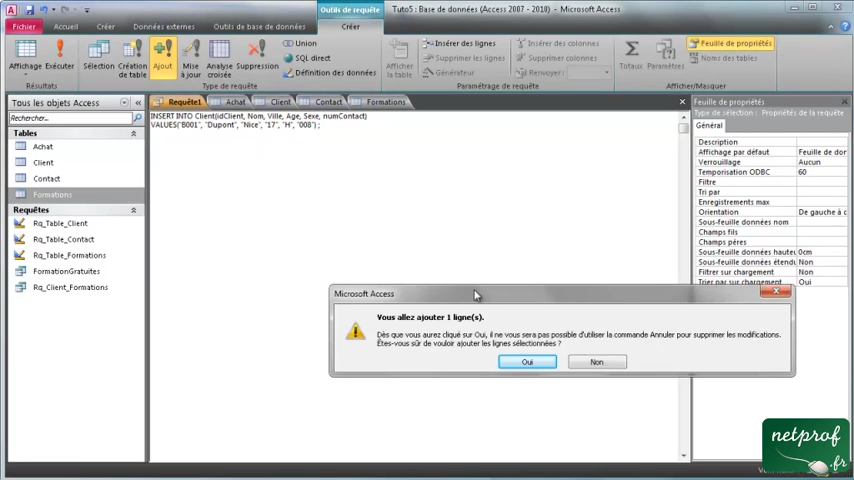 Outils de requête
Tuto5 : Base de données (Access 2007 - 2010) - Microsoft Access
Fichier
Accueil
Créer
Données externes
Outils de base de données
Créer
Affichage
Exécuter
Résultats
Sélection
Création de table
Ajout
Mise à jour
Analyse croisée
Suppression
Union
SQL direct
Définition des données
Type de requête
Afficher la table
Insérer des lignes
Supprimer les lignes
Générateur
Insérer des colonnes
Supprimer colonnes
Renvoyer:
Paramétrage de requête
Totaux
Paramètres
Feuille de propriétés
Noms des tables
Afficher/Masquer
Tous les objets Access
Rechercher...
Tables
Achat
Client
Contact
Formations
Requêtes
Rq_Table_Client
Rq_Table_Contact
Rq_Table_Formations
FormationGratuites
Rq_Client_Formations
Requête1
Achat
Client
Contact
Formations
INSERT INTO Client(idClient, Nom, Ville, Age, Sexe, numContact)
VALUES("B001", "Dupont", "Nice", "17", "H", "008") ;
Feuille de propriétés
Type de sélection : Propriétés de la requête
Général
Description
Affichage par défaut Feuille de don
Verrouillage Aucun
Temporisation ODBC 60
Filtre
Tri par
Enregistrements max
Orientation De gauche à d
Sous-feuille données nom
Champs fils
Champs pères
Sous-feuille données hauteu 0cm
Sous-feuille données étendu Non
Filtrer sur chargement Non
Trier par sur chargement Oui
Microsoft Access
Vous allez ajouter 1 ligne(s).
Dès que vous aurez cliqué sur Oui, il ne vous sera pas possible d'utiliser la commande Annuler pour supprimer les modifications.
Êtes-vous sûr de vouloir ajouter les lignes sélectionnées ?
Oui
Non
netprof
.fr